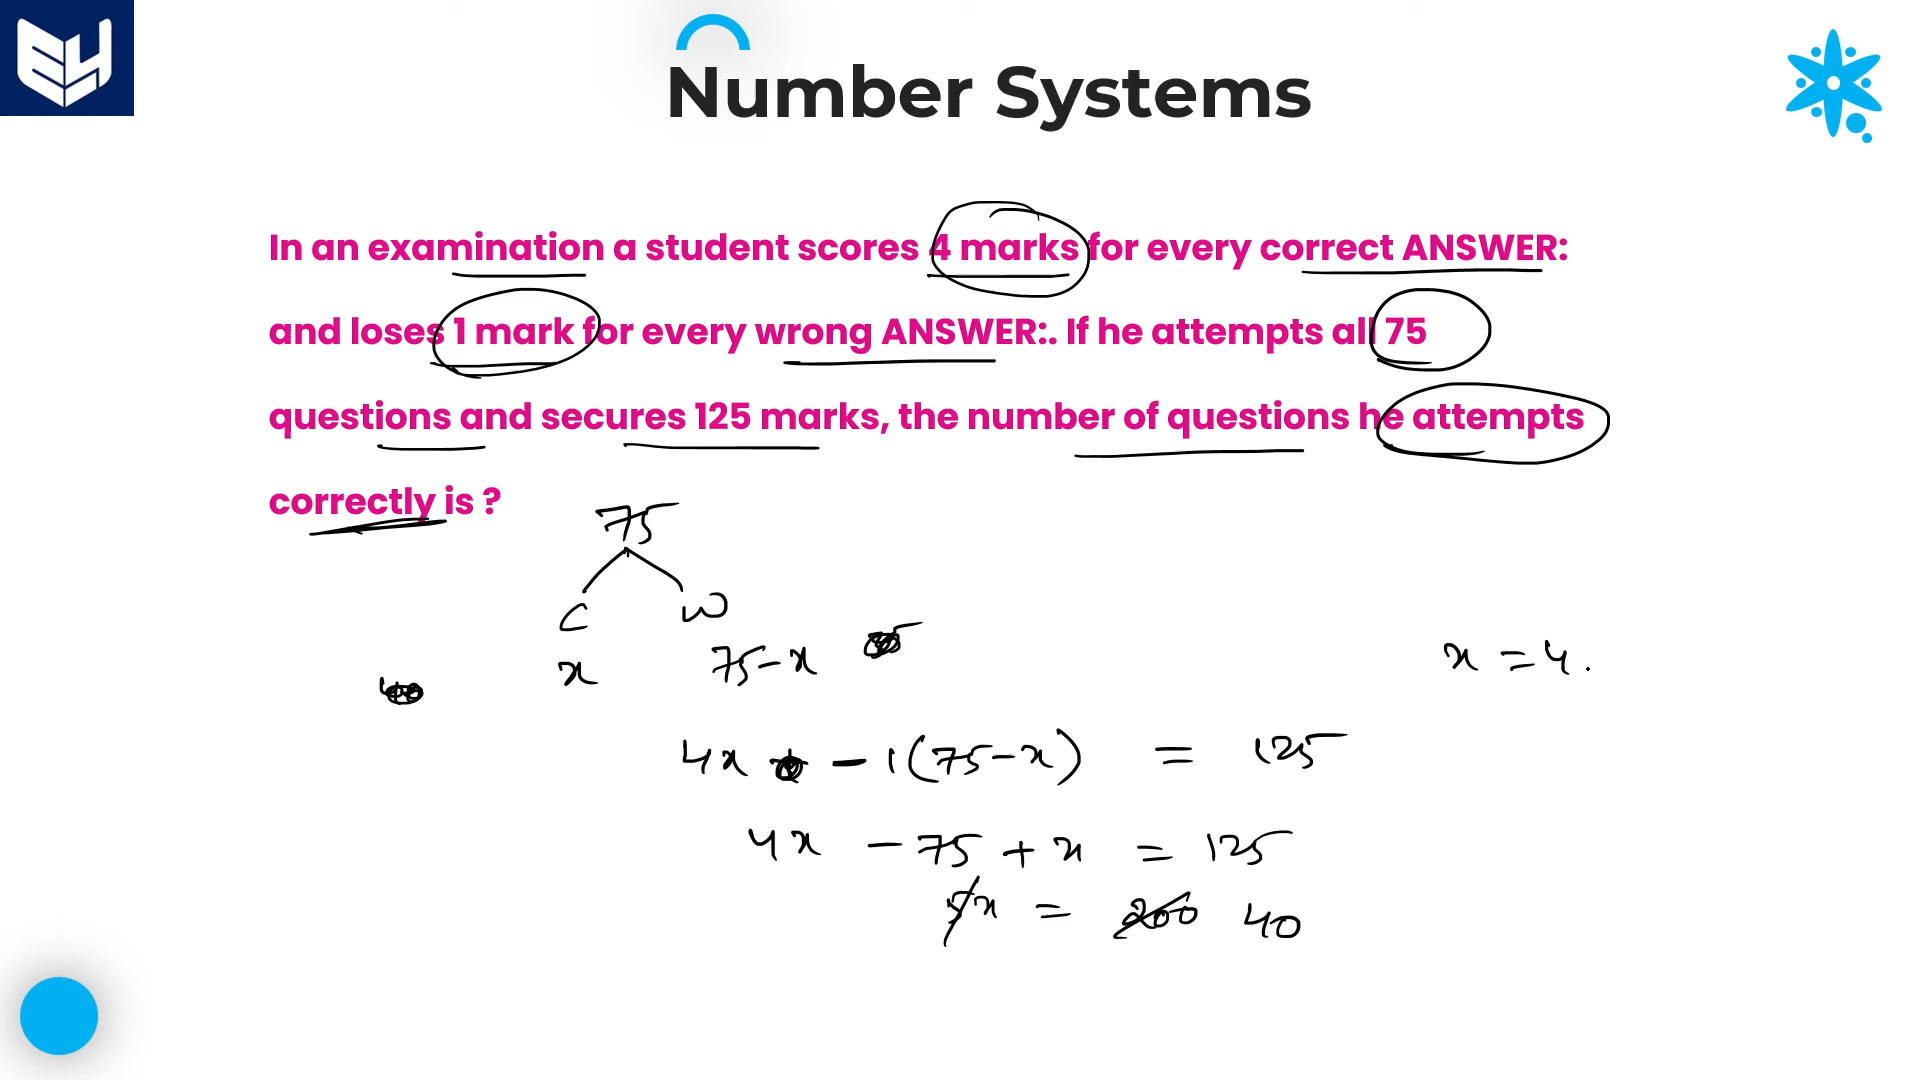 EY
Number Systems
In an examination a student scores 4 marks for every correct ANSWER:
and loses 1 mark for every wrong ANSWER:. If he attempts all 75
questions and secures 125 marks, the number of questions he attempts
correctly is ?
75
C W
x 75-x
x = 4.
4x - 1(75-x) = 125
4x - 75 + x = 125
5x = 200 40